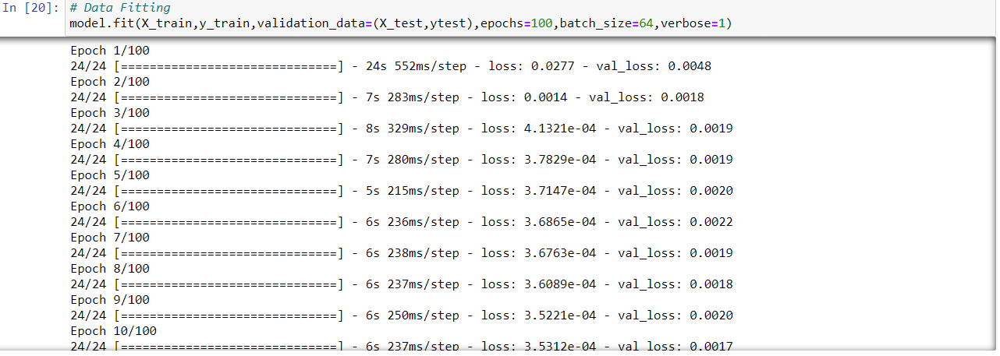 In [20]: # Data Fitting
model.fit(X_train,y_train,validation_data=(X_test,ytest),epochs=100,batch_size=64,verbose=1)
Epoch 1/100
24/24 [==============================] - 24s 552ms/step - loss: 0.0277 - val_loss: 0.0048
Epoch 2/100
24/24 [==============================] - 7s 283ms/step - loss: 0.0014 - val_loss: 0.0018
Epoch 3/100
24/24 [==============================] - 8s 329ms/step - loss: 4.1321e-04 - val_loss: 0.0019
Epoch 4/100
24/24 [==============================] - 7s 280ms/step - loss: 3.7829e-04 - val_loss: 0.0019
Epoch 5/100
24/24 [==============================] - 5s 215ms/step - loss: 3.7147e-04 - val_loss: 0.0020
Epoch 6/100
24/24 [==============================] - 6s 236ms/step - loss: 3.6865e-04 - val_loss: 0.0022
Epoch 7/100
24/24 [==============================] - 6s 238ms/step - loss: 3.6763e-04 - val_loss: 0.0019
Epoch 8/100
24/24 [==============================] - 6s 237ms/step - loss: 3.6089e-04 - val_loss: 0.0018
Epoch 9/100
24/24 [==============================] - 6s 250ms/step - loss: 3.5221e-04 - val_loss: 0.0020
Epoch 10/100
24/24 [==============================] - 6s 237ms/step - loss: 3.5312e-04 - val_loss: 0.0017